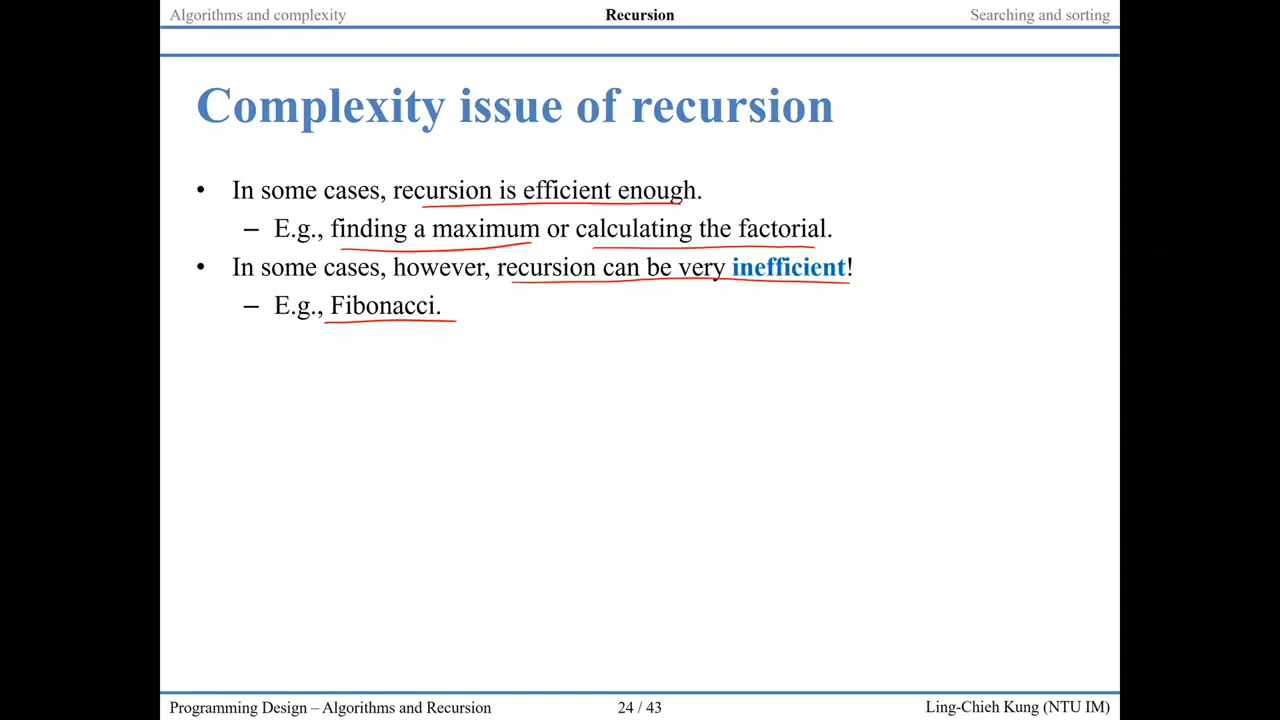 Algorithms and complexity Recursion Searching and sorting
Complexity issue of recursion
• In some cases, recursion is efficient enough.
– E.g., finding a maximum or calculating the factorial.
• In some cases, however, recursion can be very inefficient!
– E.g., Fibonacci.
Programming Design – Algorithms and Recursion 24 / 43 Ling-Chieh Kung (NTU IM)